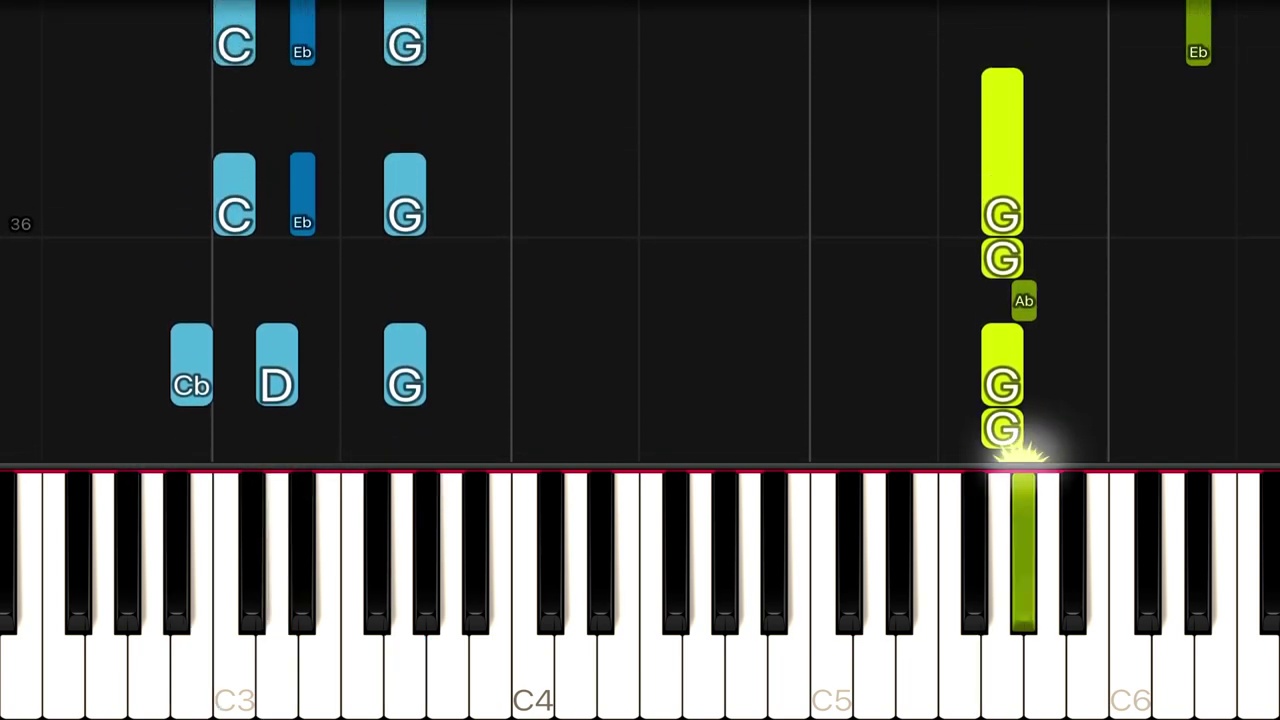 C Eb G Eb
G
36 C Eb G
G
Ab
Cb D G G
G
C3 C4 C5 C6